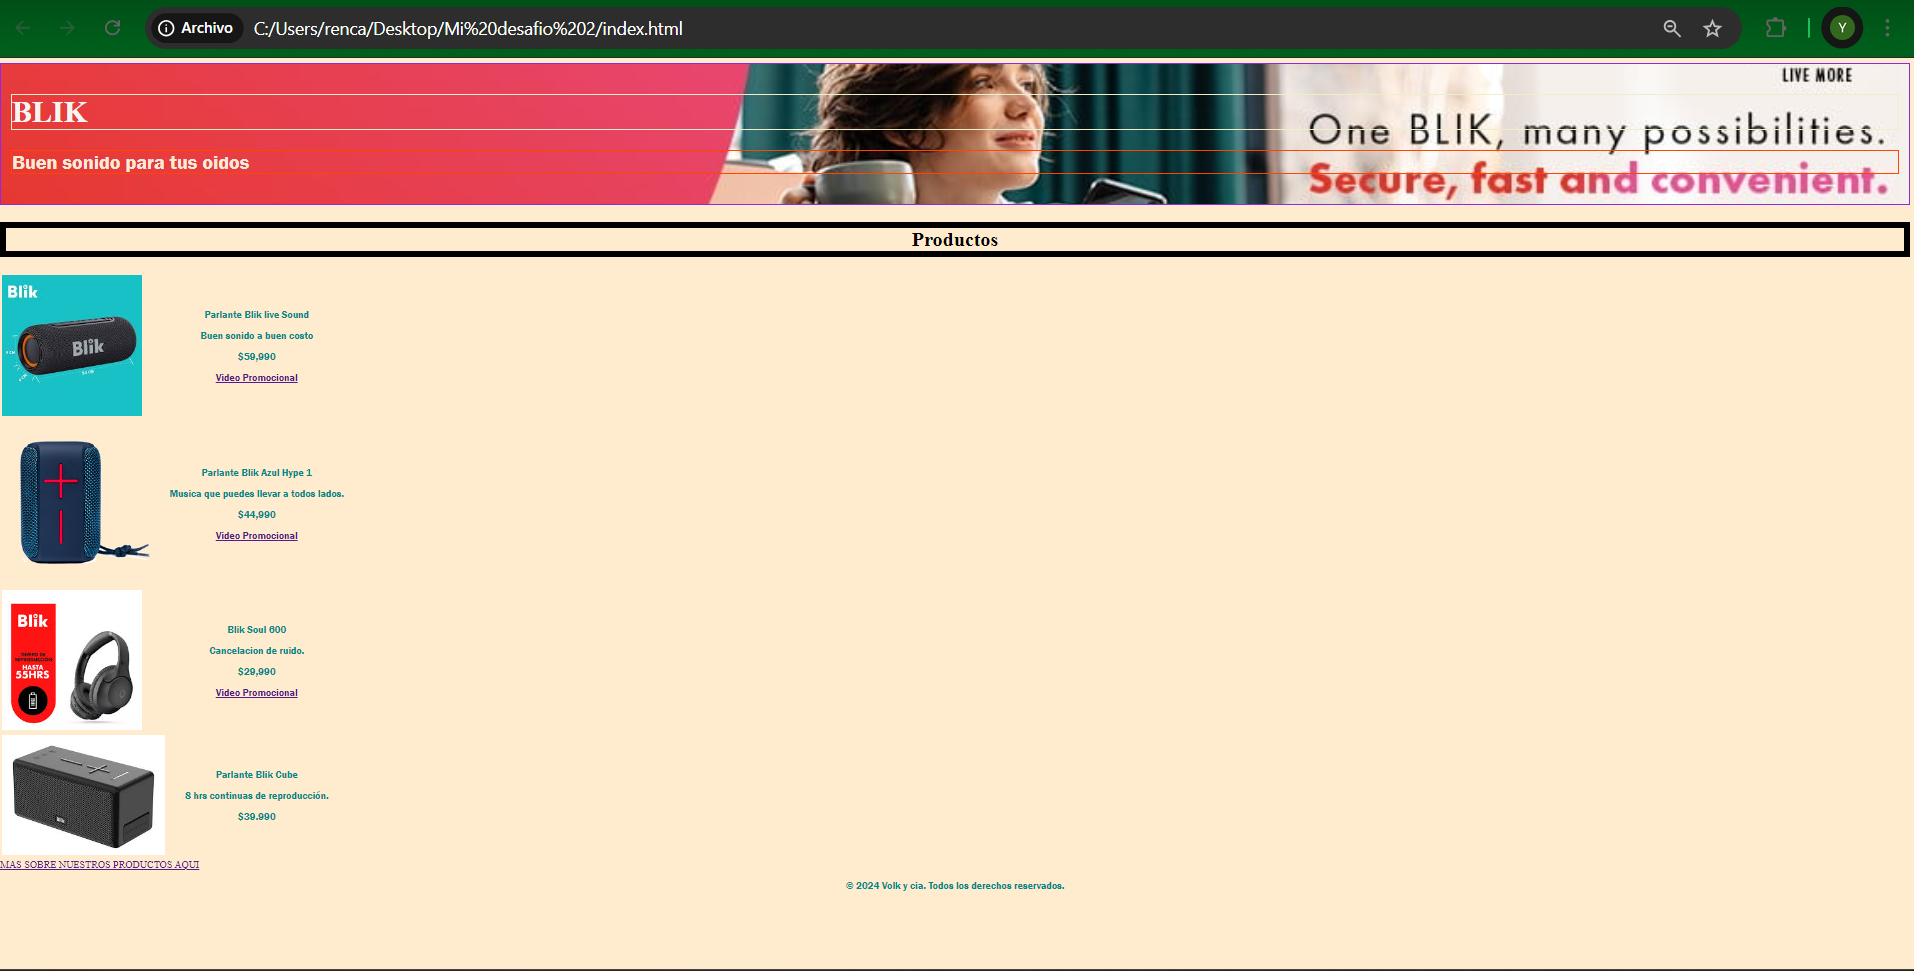 Archivo
C:/Users/renca/Desktop/Mi%20desafio%202/index.html
Y
LIVE MORE
BLIK
One BLIK, many possibilities.
Buen sonido para tus oidos
Secure, fast and convenient.
Productos
Blik
Blik
Parlante Blik live Sound
Buen sonido a buen costo
$59,990
Video Promocional
Parlante Blik Azul Hype 1
Musica que puedes llevar a todos lados.
$44,990
Video Promocional
Blik
HASTA
55HRS
Blik Soul 600
Cancelacion de ruido.
$29,990
Video Promocional
Parlante Blik Cube
8 hrs continuas de reproducción.
$39.990
MAS SOBRE NUESTROS PRODUCTOS AQUI
© 2024 Volk y cia. Todos los derechos reservados.